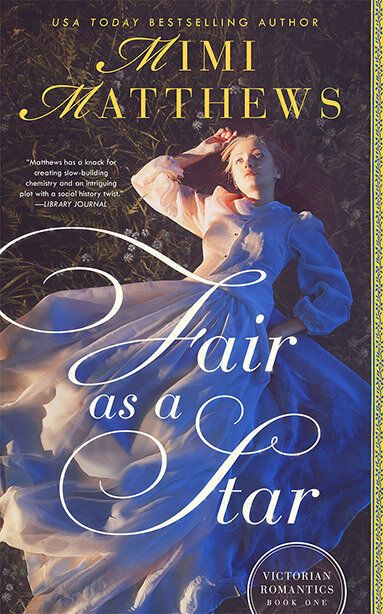 USA TODAY BESTSELLING AUTHOR
MIMI
MATTHEWS
"Matthews has a knack for
creating slow-building
chemistry and an intriguing
plot with a social history twist."
—LIBRARY JOURNAL
Fair
as a
Star
VICTORIAN
ROMANTICS
BOOK ONE